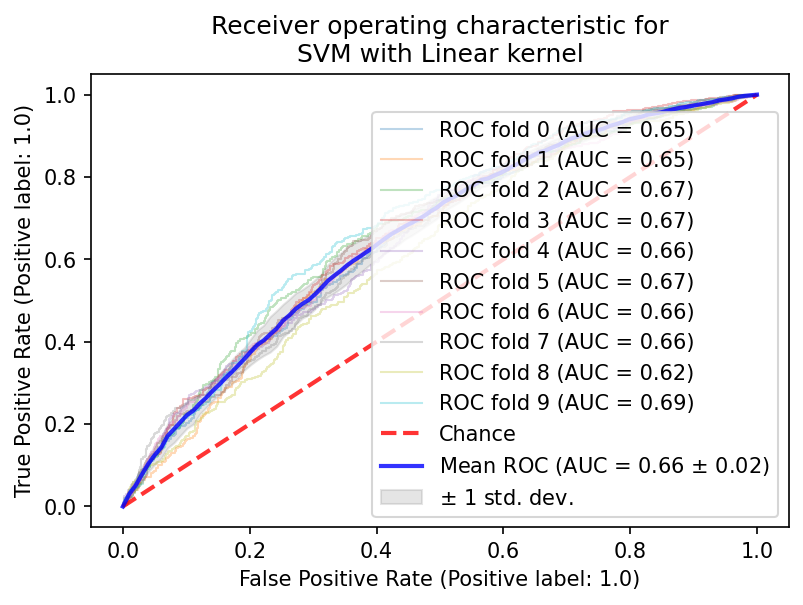 Receiver operating characteristic for
SVM with Linear kernel
True Positive Rate (Positive label: 1.0)
1.0
0.8
0.6
0.4
0.2
0.0
ROC fold 0 (AUC = 0.65)
ROC fold 1 (AUC = 0.65)
ROC fold 2 (AUC = 0.67)
ROC fold 3 (AUC = 0.67)
ROC fold 4 (AUC = 0.66)
ROC fold 5 (AUC = 0.67)
ROC fold 6 (AUC = 0.66)
ROC fold 7 (AUC = 0.66)
ROC fold 8 (AUC = 0.62)
ROC fold 9 (AUC = 0.69)
Chance
Mean ROC (AUC = 0.66 ± 0.02)
± 1 std. dev.
0.0 0.2 0.4 0.6 0.8 1.0
False Positive Rate (Positive label: 1.0)